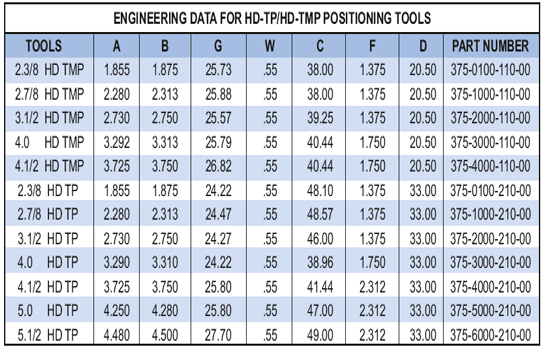 ENGINEERING DATA FOR HD-TP/HD-TMP POSITIONING TOOLS
TOOLS A B G W C F D PART NUMBER
2.3/8 HD TMP 1.855 1.875 25.73 .55 38.00 1.375 20.50 375-0100-110-00
2.7/8 HD TMP 2.280 2.313 25.88 .55 38.00 1.375 20.50 375-1000-110-00
3.1/2 HD TMP 2.730 2.750 25.57 .55 39.25 1.375 20.50 375-2000-110-00
4.0 HD TMP 3.292 3.313 25.79 .55 40.44 1.750 20.50 375-3000-110-00
4.1/2 HD TMP 3.725 3.750 26.82 .55 40.44 1.750 20.50 375-4000-110-00
2.3/8 HD TP 1.855 1.875 24.22 .55 48.10 1.375 33.00 375-0100-210-00
2.7/8 HD TP 2.280 2.313 24.47 .55 48.57 1.375 33.00 375-1000-210-00
3.1/2 HD TP 2.730 2.750 24.27 .55 46.00 1.375 33.00 375-2000-210-00
4.0 HD TP 3.290 3.310 24.22 .55 38.96 1.750 33.00 375-3000-210-00
4.1/2 HD TP 3.725 3.750 25.80 .55 41.44 2.312 33.00 375-4000-210-00
5.0 HD TP 4.250 4.280 25.80 .55 47.00 2.312 33.00 375-5000-210-00
5.1/2 HD TP 4.480 4.500 27.70 .55 49.00 2.312 33.00 375-6000-210-00